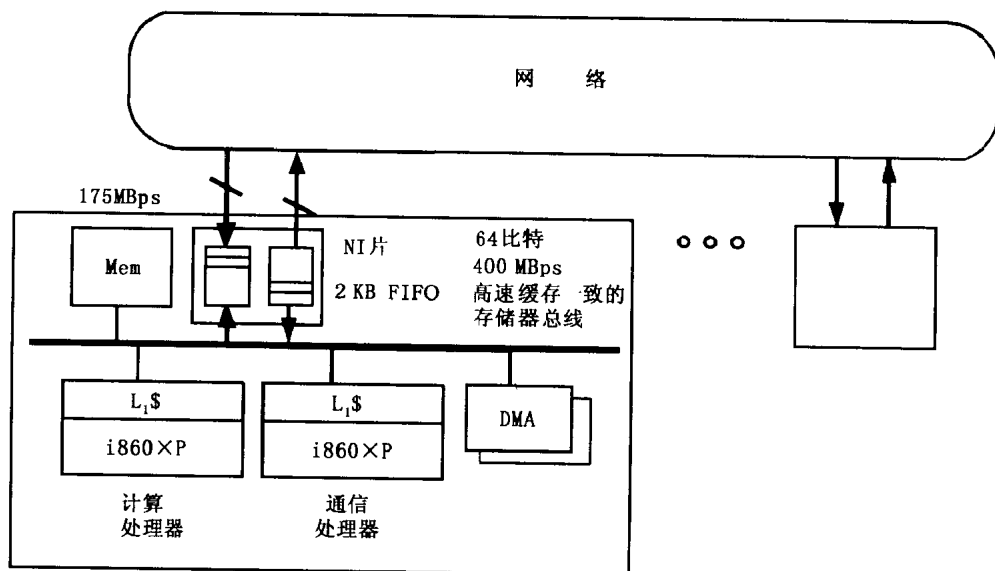 网 络
175MBps
Mem
NI片
2 KB FIFO
64比特
400 MBps
高速缓存一致的
存储器总线
L₁$
i860×P
L₁$
i860×P
DMA
计算
处理器
通信
处理器